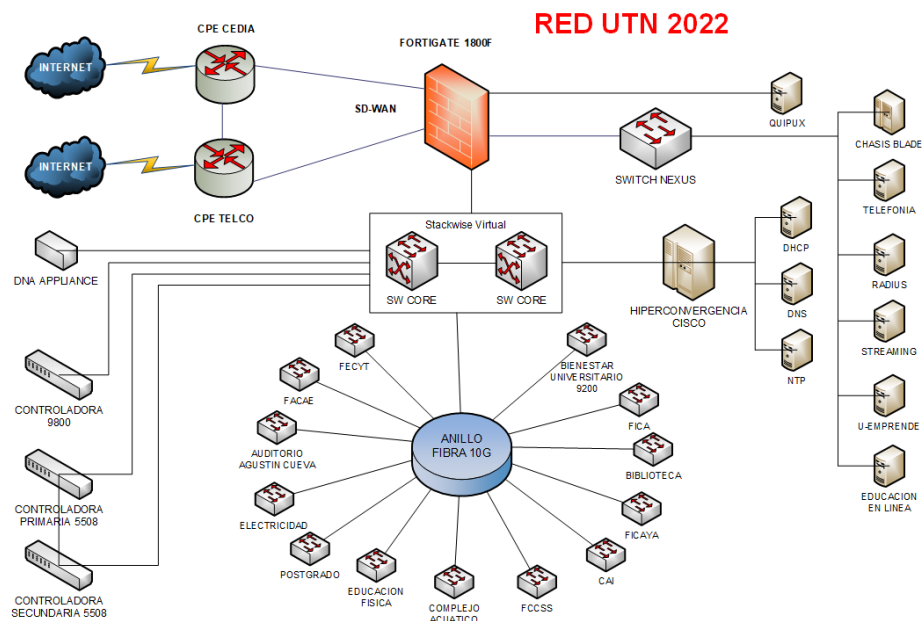 RED UTN 2022
CPE CEDIA
FORTIGATE 1800F
INTERNET
SD-WAN
QUIPUX
CHASIS BLADE
INTERNET
SWITCH NEXUS
CPE TELCO
TELEFONIA
Stackwise Virtual
DHCP
DNA APPLIANCE
SW CORE
SW CORE
RADIUS
HIPERCONVERGENCIA
CISCO
DNS
STREAMING
NTP
FECYT
BIENESTAR
UNIVERSITARIO
9200
FACAE
CONTROLADORA
9800
FICA
U-EMPRENDE
ANILLO
FIBRA 10G
AUDITORIO
AGUSTIN CUEVA
BIBLIOTECA
EDUCACION
EN LINEA
CONTROLADORA
PRIMARIA 5508
ELECTRICIDAD
FICAYA
POSTGRADO
CAI
EDUCACION
FISICA
COMPLEJO
ACUATICO
FCCSS
CONTROLADORA
SECUNDARIA 5508